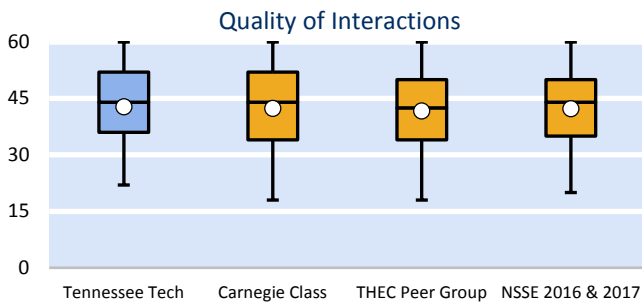 Quality of Interactions
60
45
30
15
0
Tennessee Tech Carnegie Class THEC Peer Group NSSE 2016 & 2017